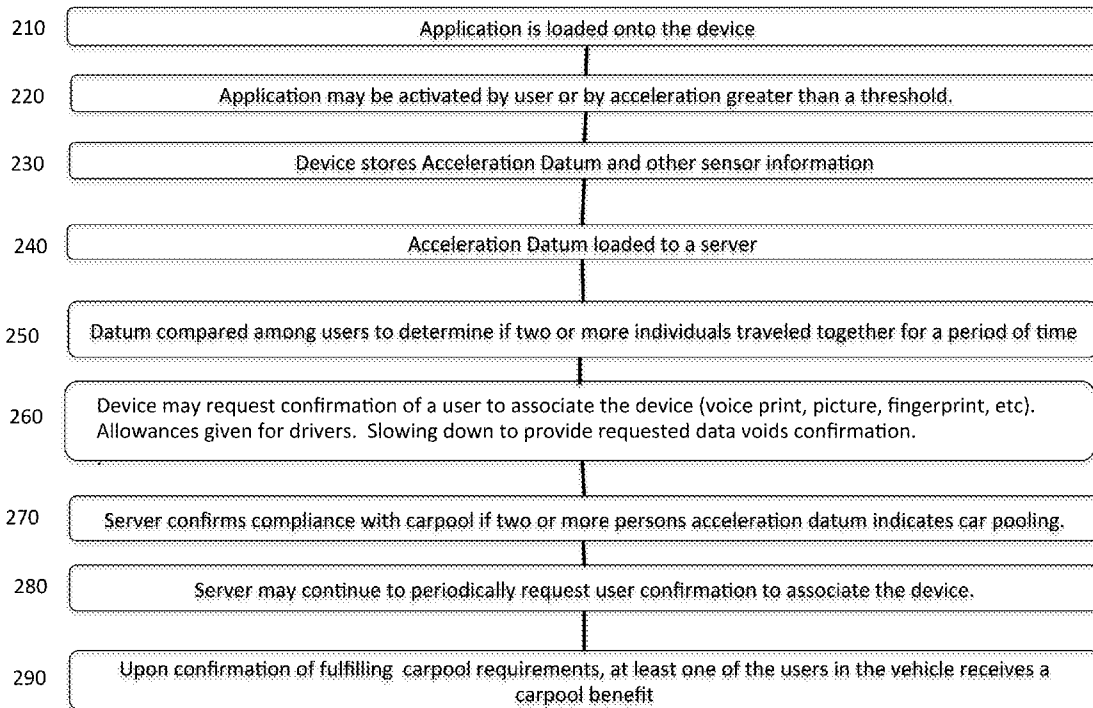 210 Application is loaded onto the device
220 Application may be activated by user or by acceleration greater than a threshold.
230 Device stores Acceleration Datum and other sensor information
240 Acceleration Datum loaded to a server
250 Datum compared among users to determine if two or more individuals traveled together for a period of time
260 Device may request confirmation of a user to associate the device (voice print, picture, fingerprint, etc).
Allowances given for drivers. Slowing down to provide requested data voids confirmation.
270 Server confirms compliance with carpool if two or more persons acceleration datum indicates car pooling.
280 Server may continue to periodically request user confirmation to associate the device.
290 Upon confirmation of fulfilling carpool requirements, at least one of the users in the vehicle receives a
carpool benefit